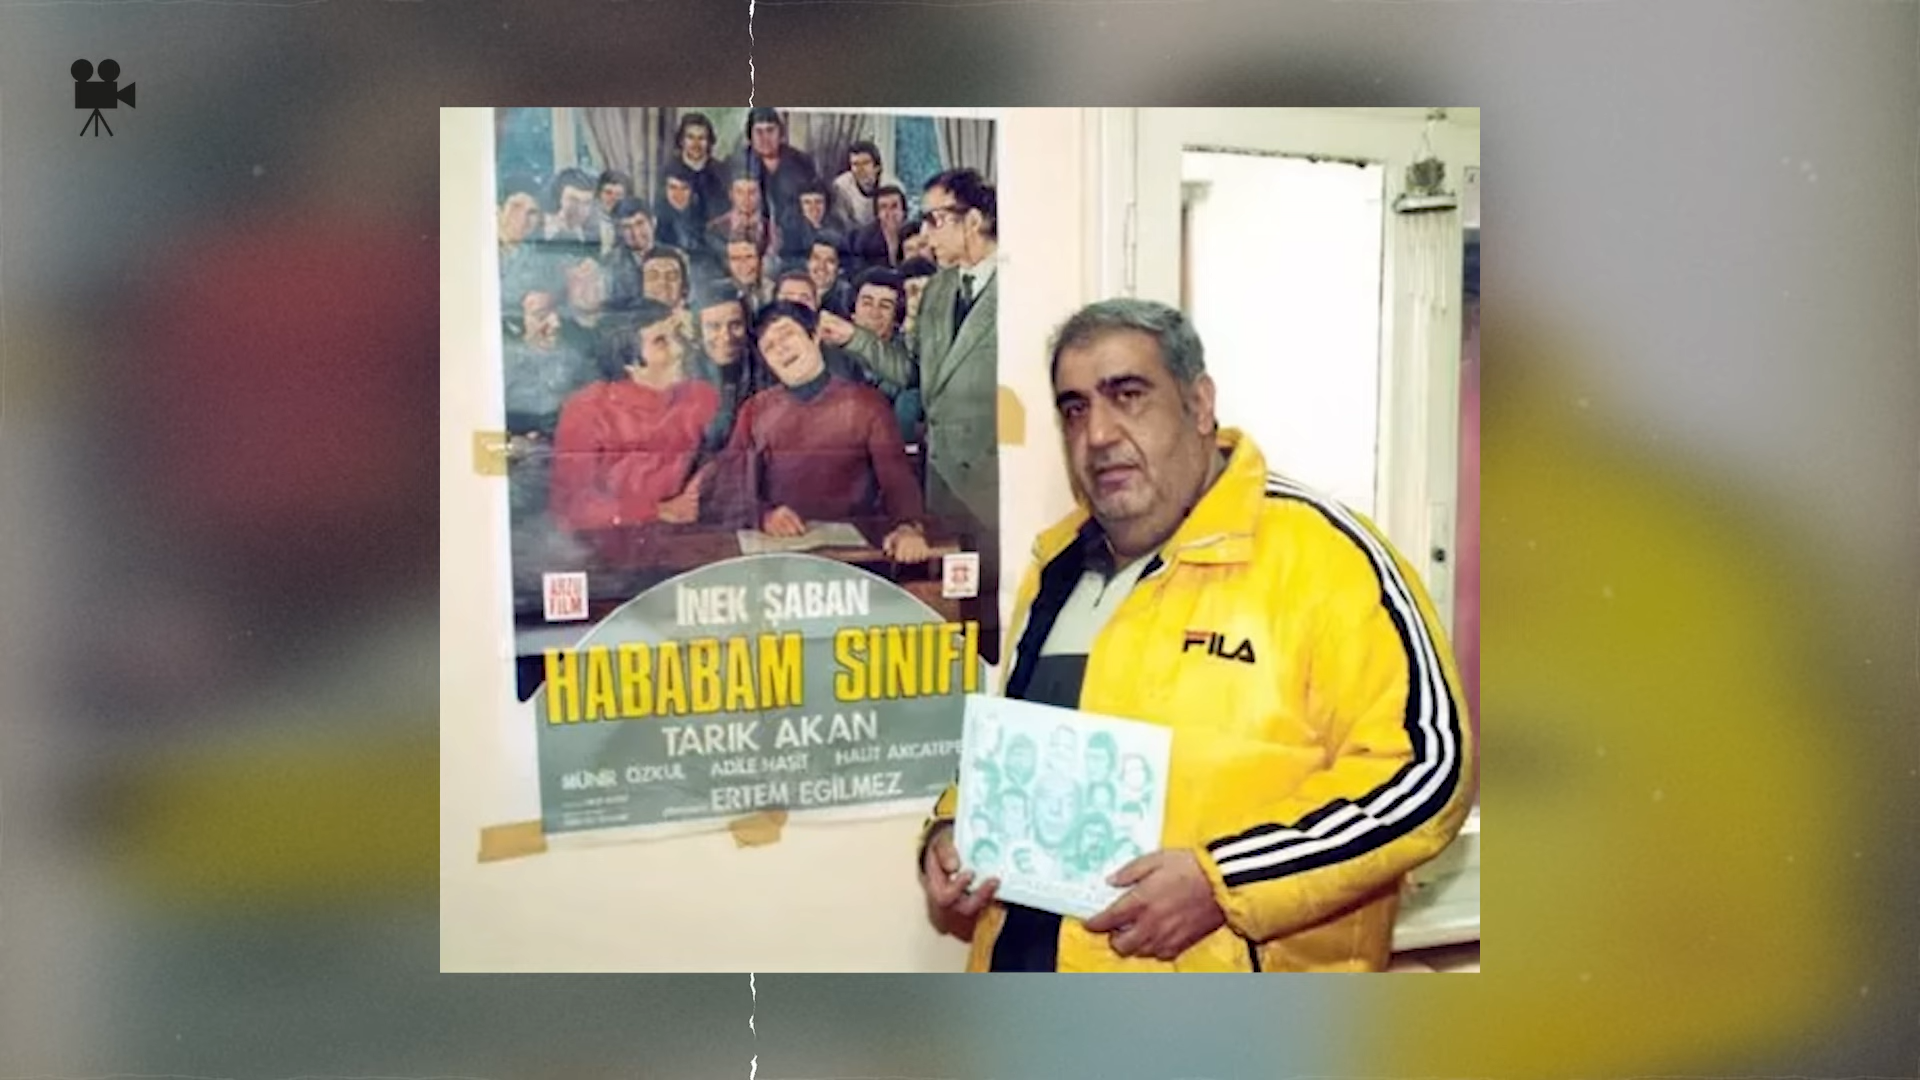 ARZU
FILM
İNEK ŞABAN
HABABAM SINIFI
TARIK AKAN
MÜNİR ÖZKUL ADİLE NAŞİT HALİT AKÇATEPE
ERTEM EĞİLMEZ
FILA